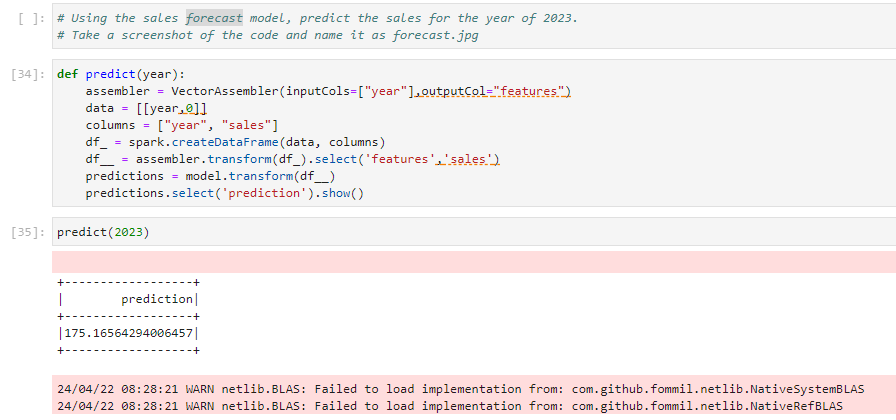 [ ]: # Using the sales forecast model, predict the sales for the year of 2023.
# Take a screenshot of the code and name it as forecast.jpg
[34]: def predict(year):
    assembler = VectorAssembler(inputCols=["year"],outputCol="features")
    data = [[year,0]]
    columns = ["year", "sales"]
    df_ = spark.createDataFrame(data, columns)
    df__ = assembler.transform(df_).select('features','sales')
    predictions = model.transform(df__)
    predictions.select('prediction').show()
[35]: predict(2023)
+------------------+
|        prediction|
+------------------+
|175.16564294006457|
+------------------+
24/04/22 08:28:21 WARN netlib.BLAS: Failed to load implementation from: com.github.fommil.netlib.NativeSystemBLAS
24/04/22 08:28:21 WARN netlib.BLAS: Failed to load implementation from: com.github.fommil.netlib.NativeRefBLAS